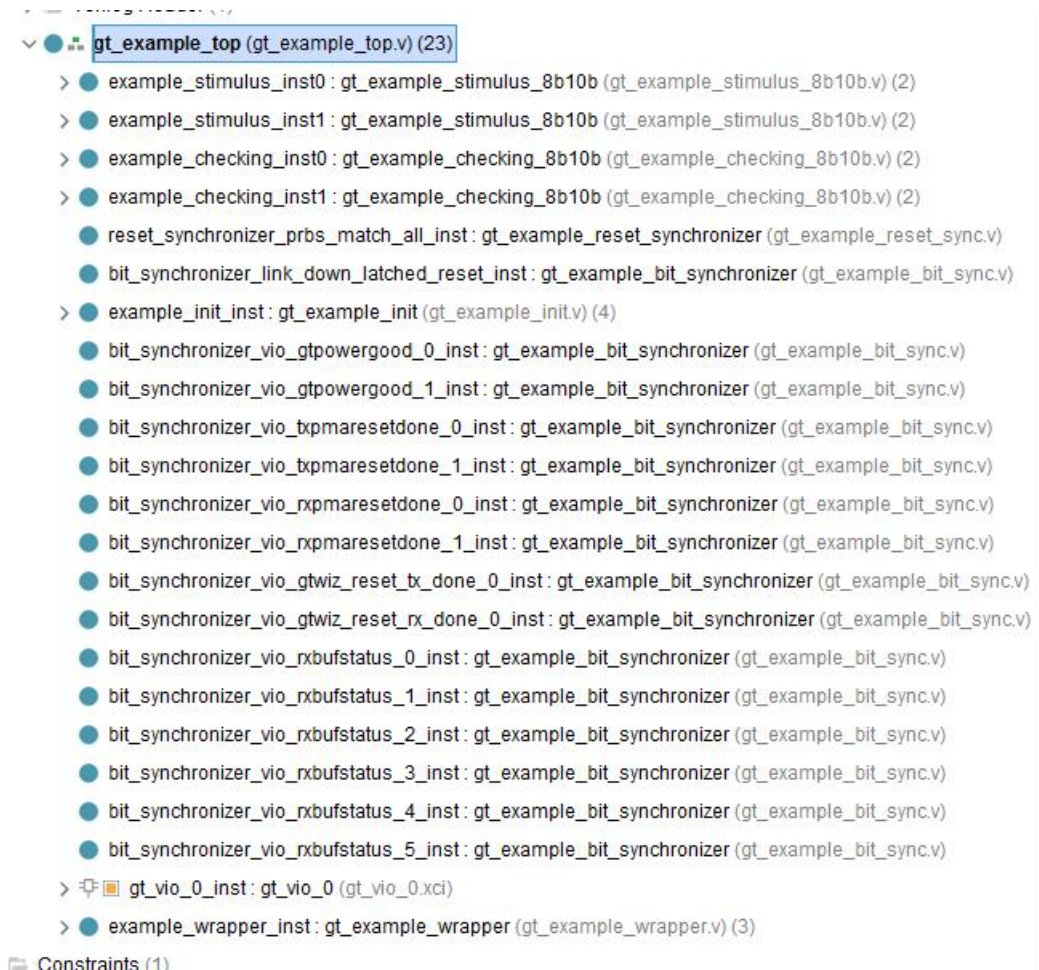 gt_example_top (gt_example_top.v) (23)
example_stimulus_inst0 : gt_example_stimulus_8b10b (gt_example_stimulus_8b10b.v) (2)
example_stimulus_inst1 : gt_example_stimulus_8b10b (gt_example_stimulus_8b10b.v) (2)
example_checking_inst0 : gt_example_checking_8b10b (gt_example_checking_8b10b.v) (2)
example_checking_inst1 : gt_example_checking_8b10b (gt_example_checking_8b10b.v) (2)
reset_synchronizer_prbs_match_all_inst : gt_example_reset_synchronizer (gt_example_reset_sync.v)
bit_synchronizer_link_down_latched_reset_inst : gt_example_bit_synchronizer (gt_example_bit_sync.v)
example_init_inst : gt_example_init (gt_example_init.v) (4)
bit_synchronizer_vio_gtpowergood_0_inst : gt_example_bit_synchronizer (gt_example_bit_sync.v)
bit_synchronizer_vio_gtpowergood_1_inst : gt_example_bit_synchronizer (gt_example_bit_sync.v)
bit_synchronizer_vio_txpmaresetdone_0_inst : gt_example_bit_synchronizer (gt_example_bit_sync.v)
bit_synchronizer_vio_txpmaresetdone_1_inst : gt_example_bit_synchronizer (gt_example_bit_sync.v)
bit_synchronizer_vio_rxpmaresetdone_0_inst : gt_example_bit_synchronizer (gt_example_bit_sync.v)
bit_synchronizer_vio_rxpmaresetdone_1_inst : gt_example_bit_synchronizer (gt_example_bit_sync.v)
bit_synchronizer_vio_gtwiz_reset_tx_done_0_inst : gt_example_bit_synchronizer (gt_example_bit_sync.v)
bit_synchronizer_vio_gtwiz_reset_rx_done_0_inst : gt_example_bit_synchronizer (gt_example_bit_sync.v)
bit_synchronizer_vio_rxbufstatus_0_inst : gt_example_bit_synchronizer (gt_example_bit_sync.v)
bit_synchronizer_vio_rxbufstatus_1_inst : gt_example_bit_synchronizer (gt_example_bit_sync.v)
bit_synchronizer_vio_rxbufstatus_2_inst : gt_example_bit_synchronizer (gt_example_bit_sync.v)
bit_synchronizer_vio_rxbufstatus_3_inst : gt_example_bit_synchronizer (gt_example_bit_sync.v)
bit_synchronizer_vio_rxbufstatus_4_inst : gt_example_bit_synchronizer (gt_example_bit_sync.v)
bit_synchronizer_vio_rxbufstatus_5_inst : gt_example_bit_synchronizer (gt_example_bit_sync.v)
gt_vio_0_inst : gt_vio_0 (gt_vio_0.xci)
example_wrapper_inst : gt_example_wrapper (gt_example_wrapper.v) (3)
Constraints (1)